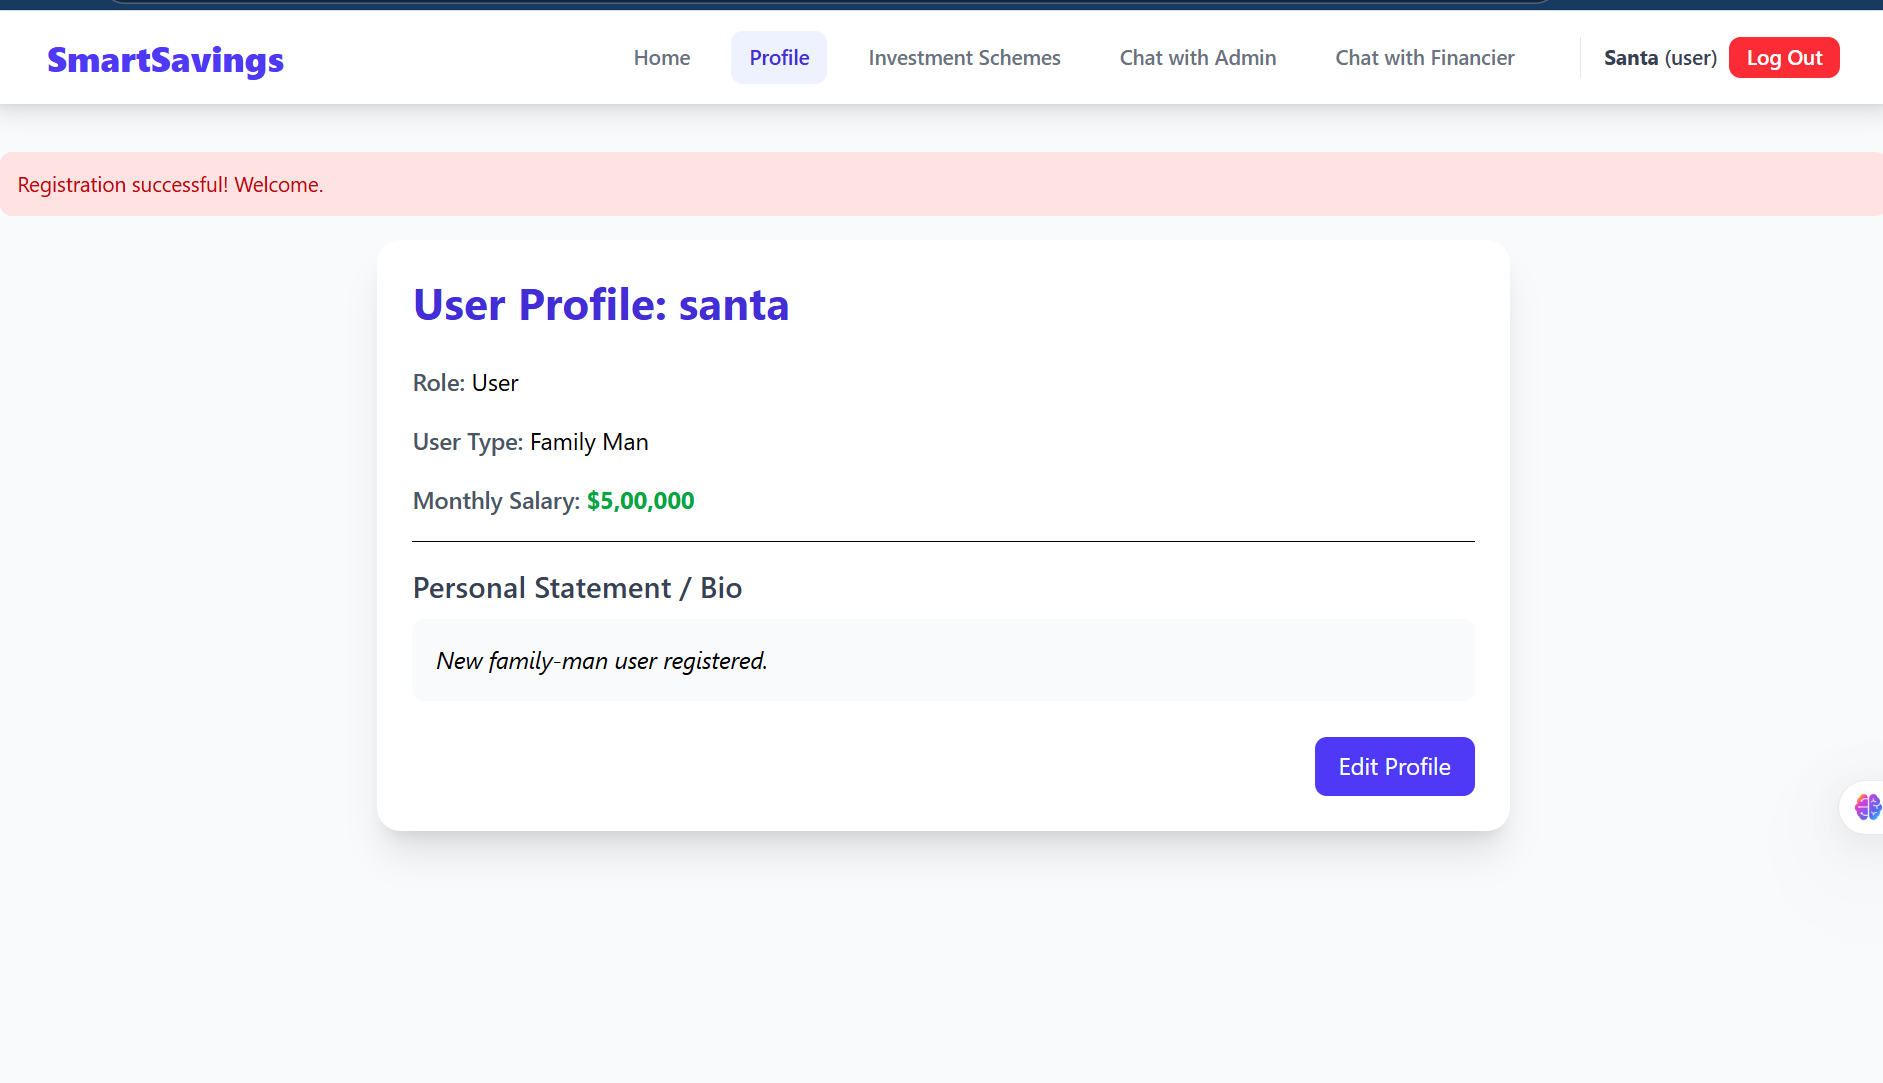 SmartSavings
Home
Profile
Investment Schemes
Chat with Admin
Chat with Financier
Santa (user)
Log Out
Registration successful! Welcome.
User Profile: santa
Role: User
User Type: Family Man
Monthly Salary: $5,00,000
Personal Statement / Bio
New family-man user registered.
Edit Profile